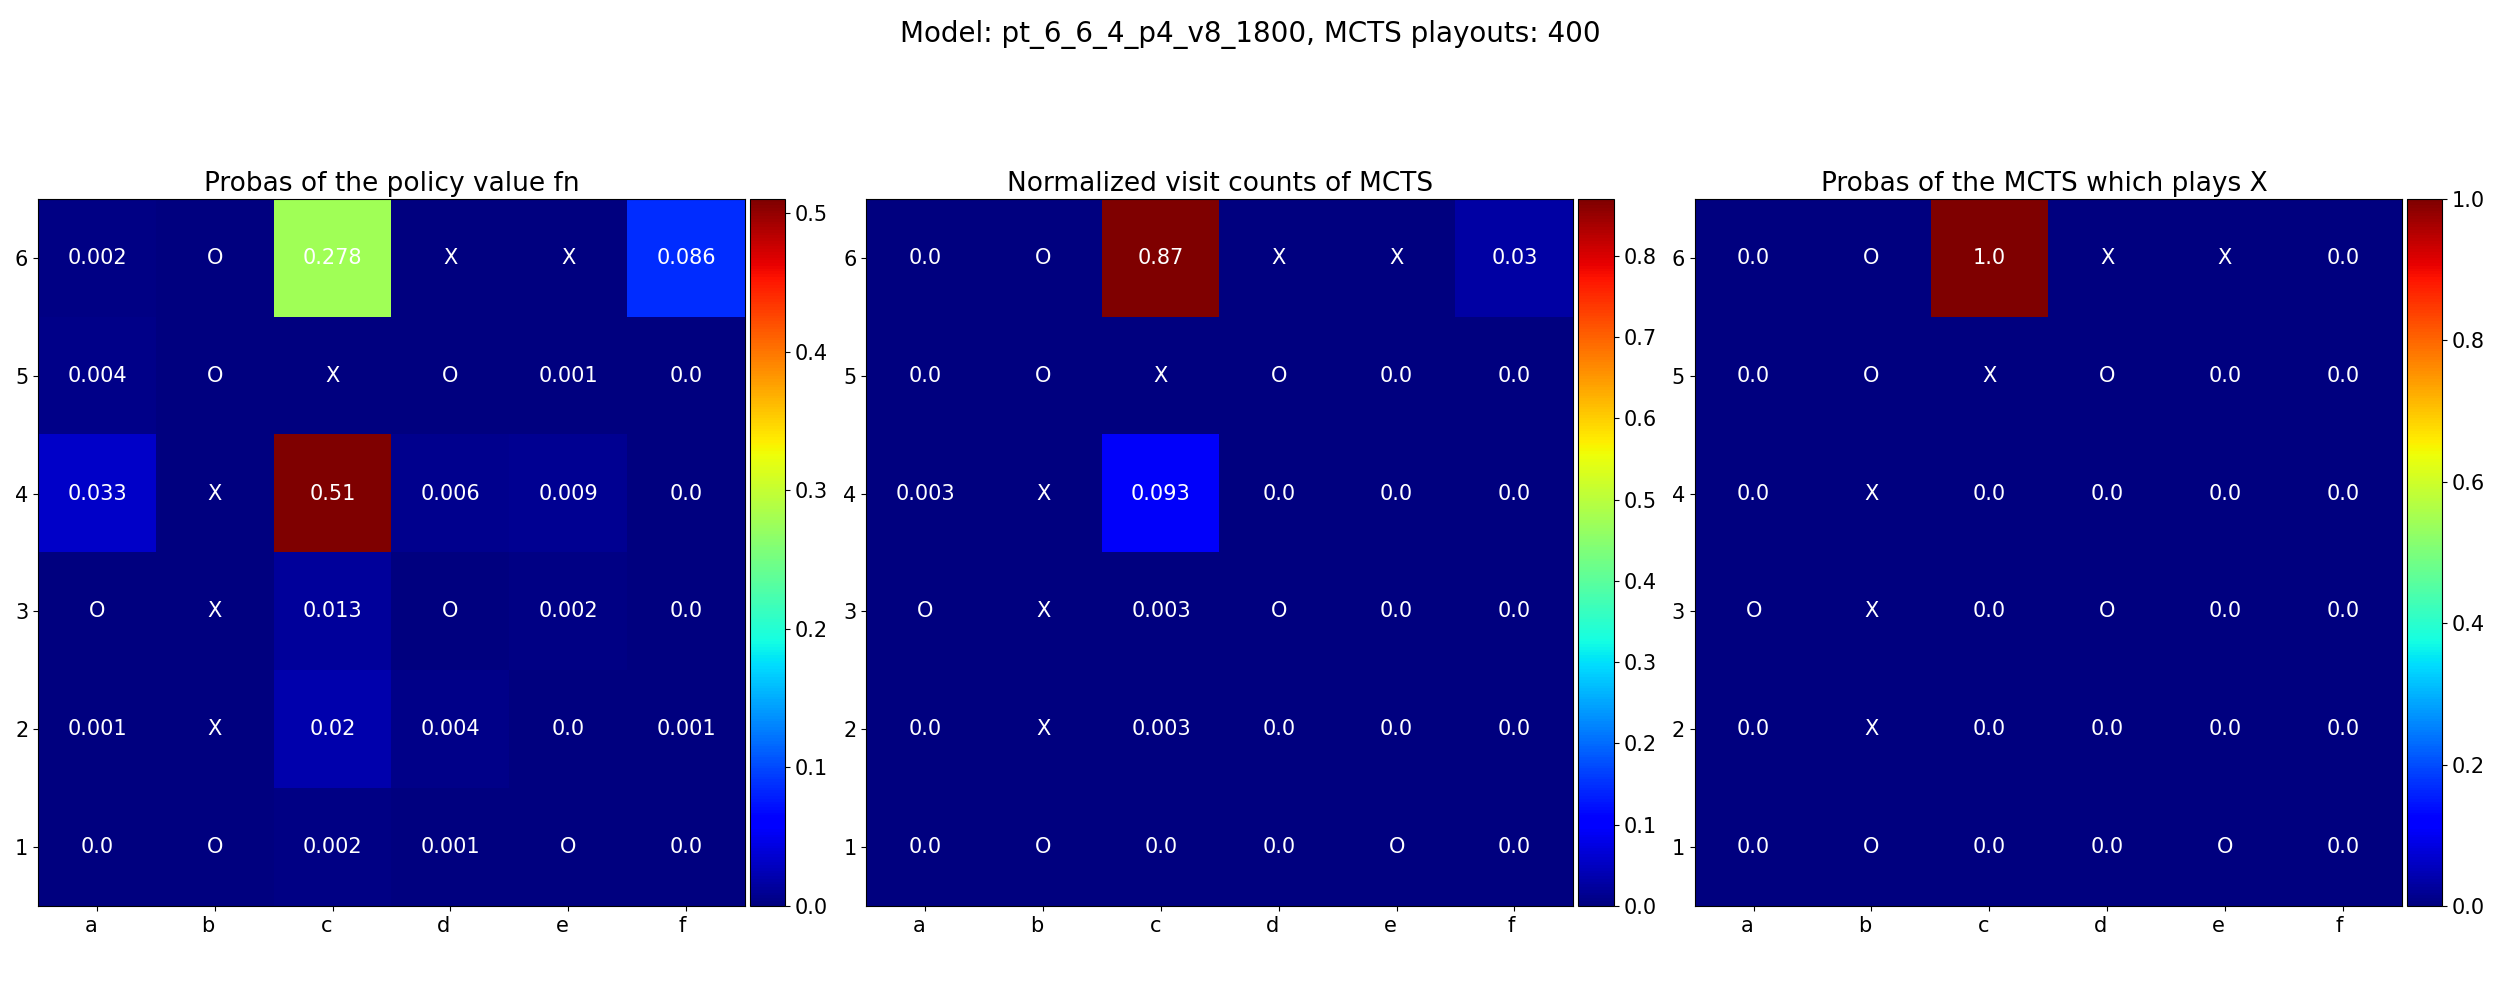 Model: pt_6_6_4_p4_v8_1800, MCTS playouts: 400
Probas of the policy value fn
6 0.002 O 0.278 X X 0.086
5 0.004 O X O 0.001 0.0
4 0.033 X 0.51 0.006 0.009 0.0
3 O X 0.013 O 0.002 0.0
2 0.001 X 0.02 0.004 0.0 0.001
1 0.0 O 0.002 0.001 O 0.0
a b c d e f
0.5
0.4
0.3
0.2
0.1
0.0
Normalized visit counts of MCTS
6 0.0 O 0.87 X X 0.03
5 0.0 O X O 0.0 0.0
4 0.003 X 0.093 0.0 0.0 0.0
3 O X 0.003 O 0.0 0.0
2 0.0 X 0.003 0.0 0.0 0.0
1 0.0 O 0.0 0.0 O 0.0
a b c d e f
0.8
0.7
0.6
0.5
0.4
0.3
0.2
0.1
0.0
Probas of the MCTS which plays X
6 0.0 O 1.0 X X 0.0
5 0.0 O X O 0.0 0.0
4 0.0 X 0.0 0.0 0.0 0.0
3 O X 0.0 O 0.0 0.0
2 0.0 X 0.0 0.0 0.0 0.0
1 0.0 O 0.0 0.0 O 0.0
a b c d e f
1.0
0.8
0.6
0.4
0.2
0.0